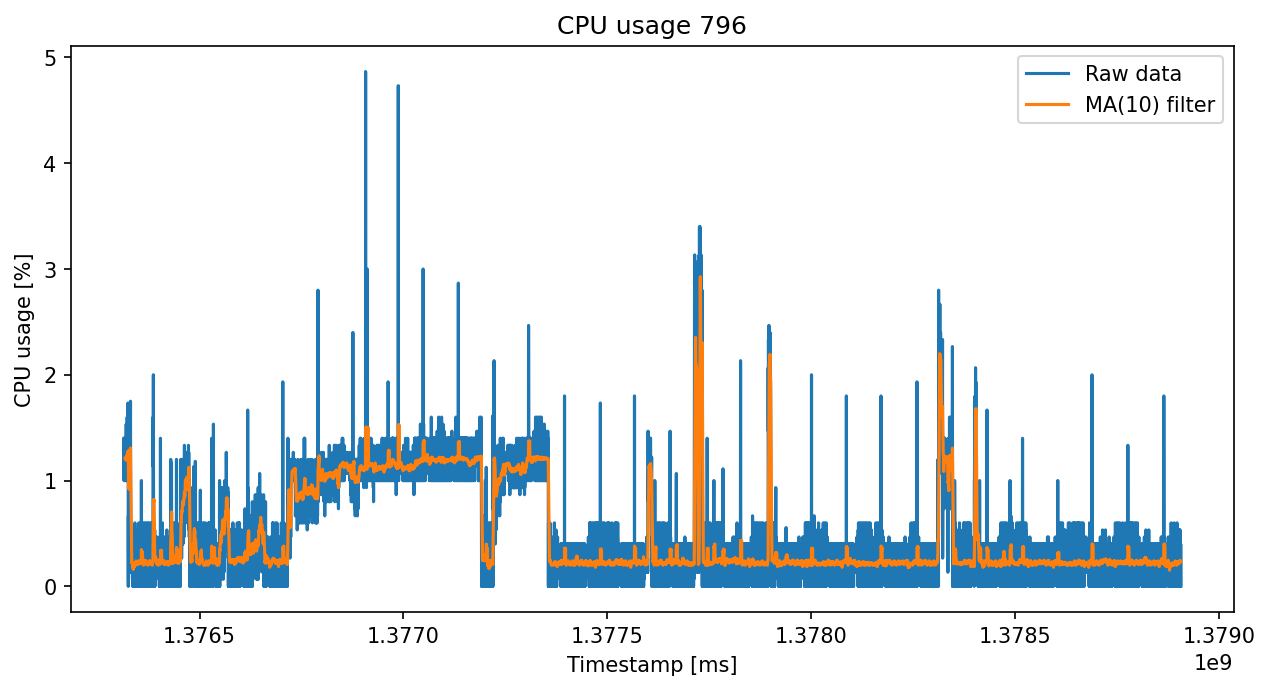 CPU usage 796
Raw data
MA(10) filter
CPU usage [%]
5
4
3
2
1
0
1.3765 1.3770 1.3775 1.3780 1.3785 1.3790
1e9
Timestamp [ms]